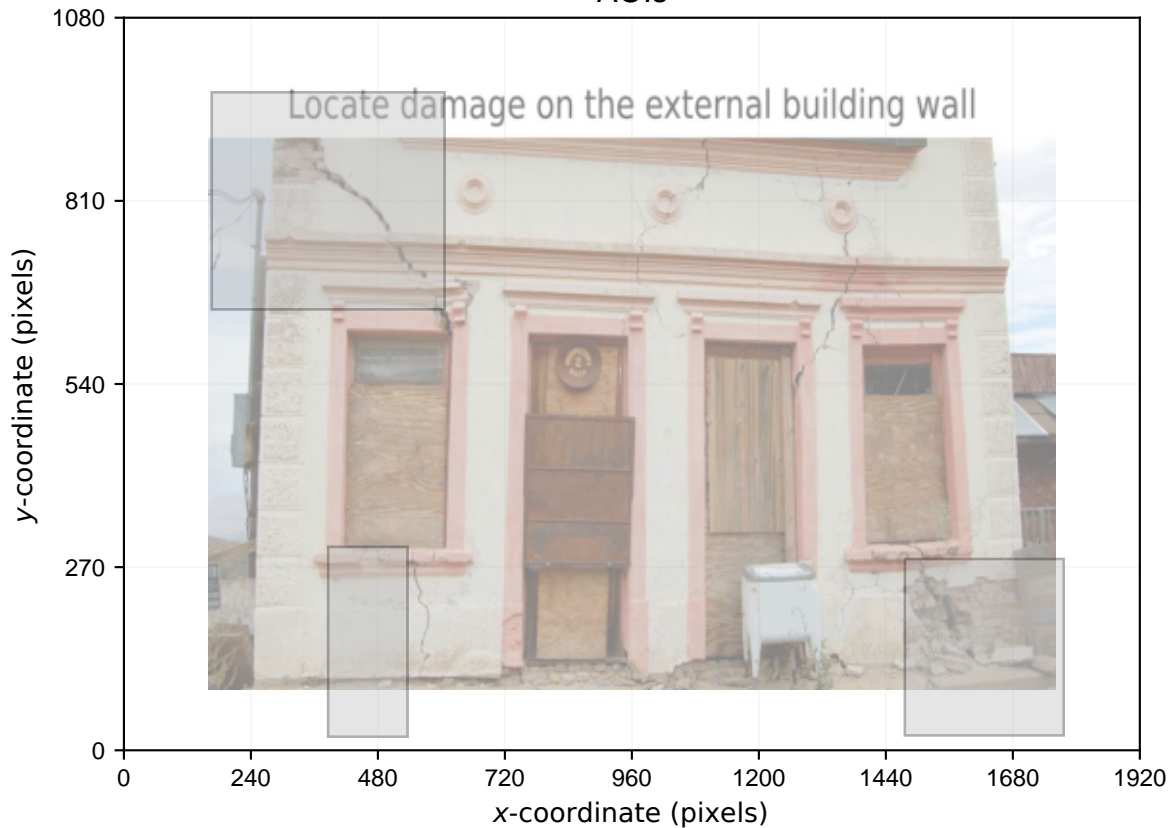 AOIs
1080
Locate damage on the external building wall
810
540
270
0
0 240 480 720 960 1200 1440 1680 1920
y-coordinate (pixels)
x-coordinate (pixels)